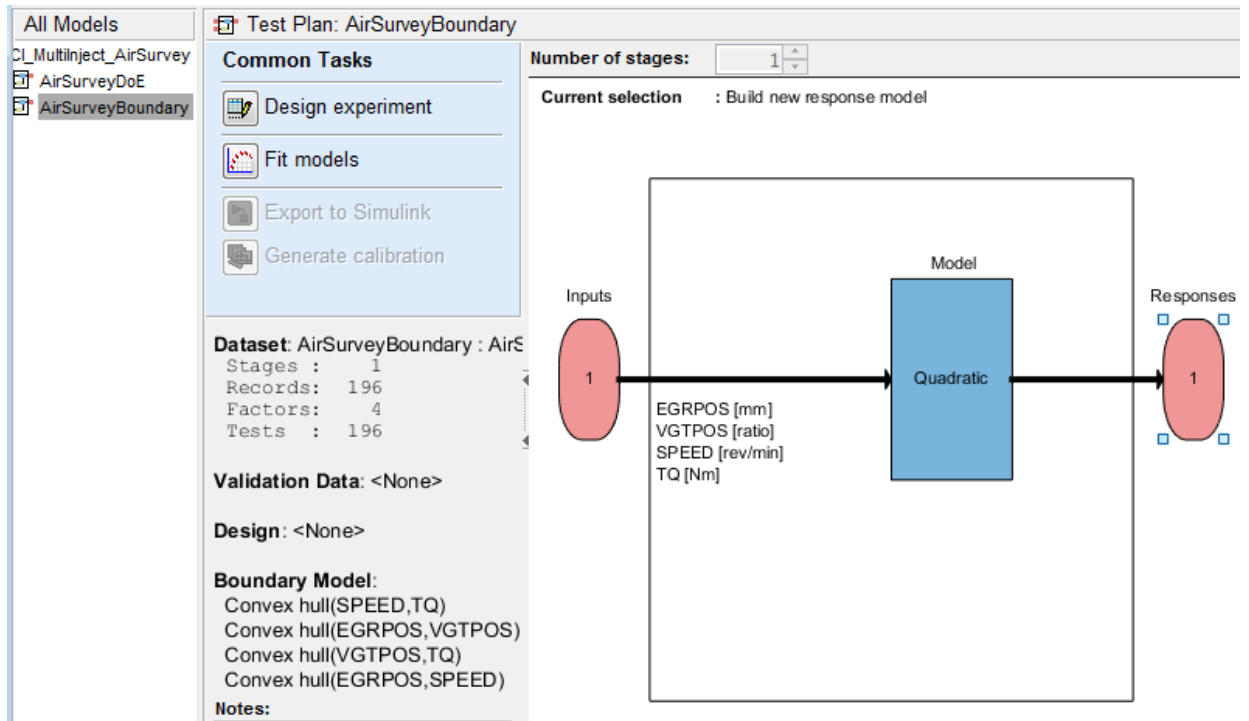 All Models
CI_MultiInject_AirSurvey
AirSurveyDoE
AirSurveyBoundary
Test Plan: AirSurveyBoundary
Common Tasks
Design experiment
Fit models
Export to Simulink
Generate calibration
Dataset: AirSurveyBoundary : AirS
Stages : 1
Records: 196
Factors: 4
Tests : 196
Validation Data: <None>
Design: <None>
Boundary Model:
Convex hull(SPEED,TQ)
Convex hull(EGRPOS,VGTPOS)
Convex hull(VGTPOS,TQ)
Convex hull(EGRPOS,SPEED)
Notes:
Number of stages: 1
Current selection : Build new response model
Inputs
1
EGRPOS [mm]
VGTPOS [ratio]
SPEED [rev/min]
TQ [Nm]
Model
Quadratic
Responses
1